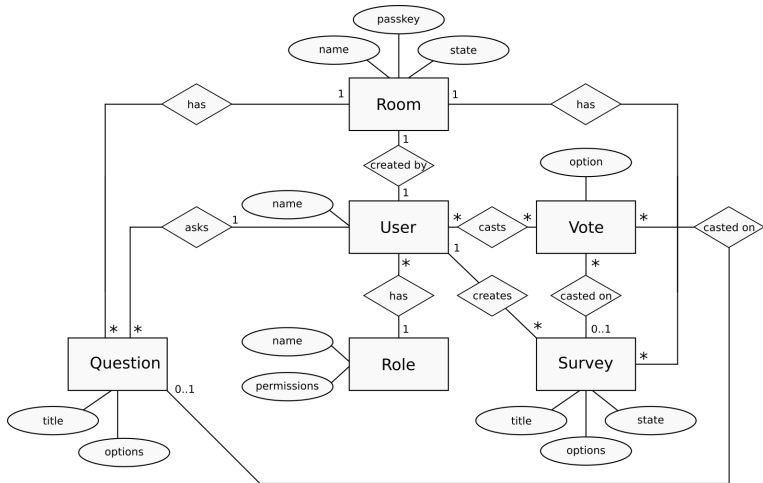 passkey
name
state
has
1
Room
1
has
1
created by
1
option
name
asks
1
User
*
casts
*
Vote
*
casted on
*
1
*
has
creates
casted on
*
*
1
*
0..1
name
Question
Role
Survey
*
permissions
0..1
title
options
title
options
state